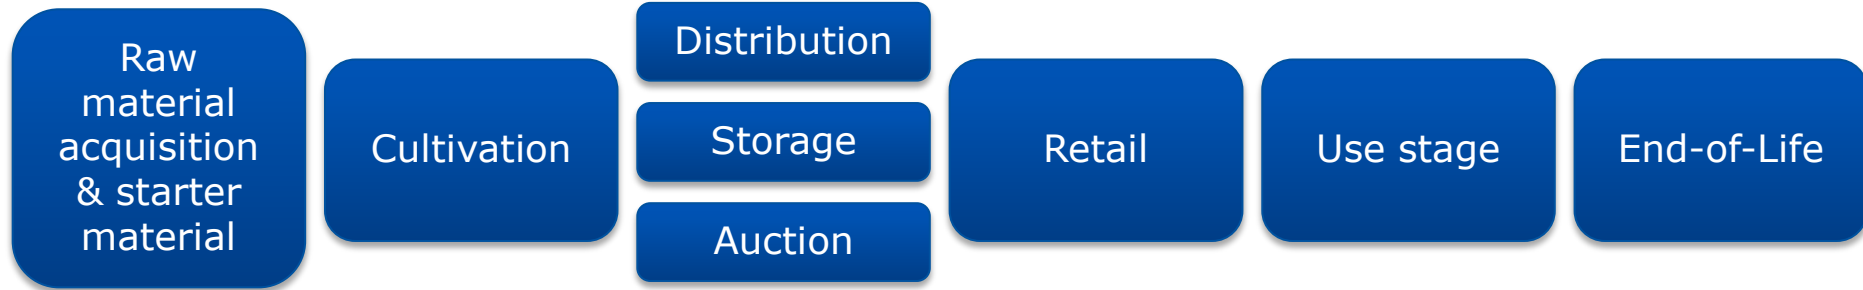 Raw
material
acquisition
& starter
material
Cultivation
Distribution
Storage
Auction
Retail
Use stage
End-of-Life